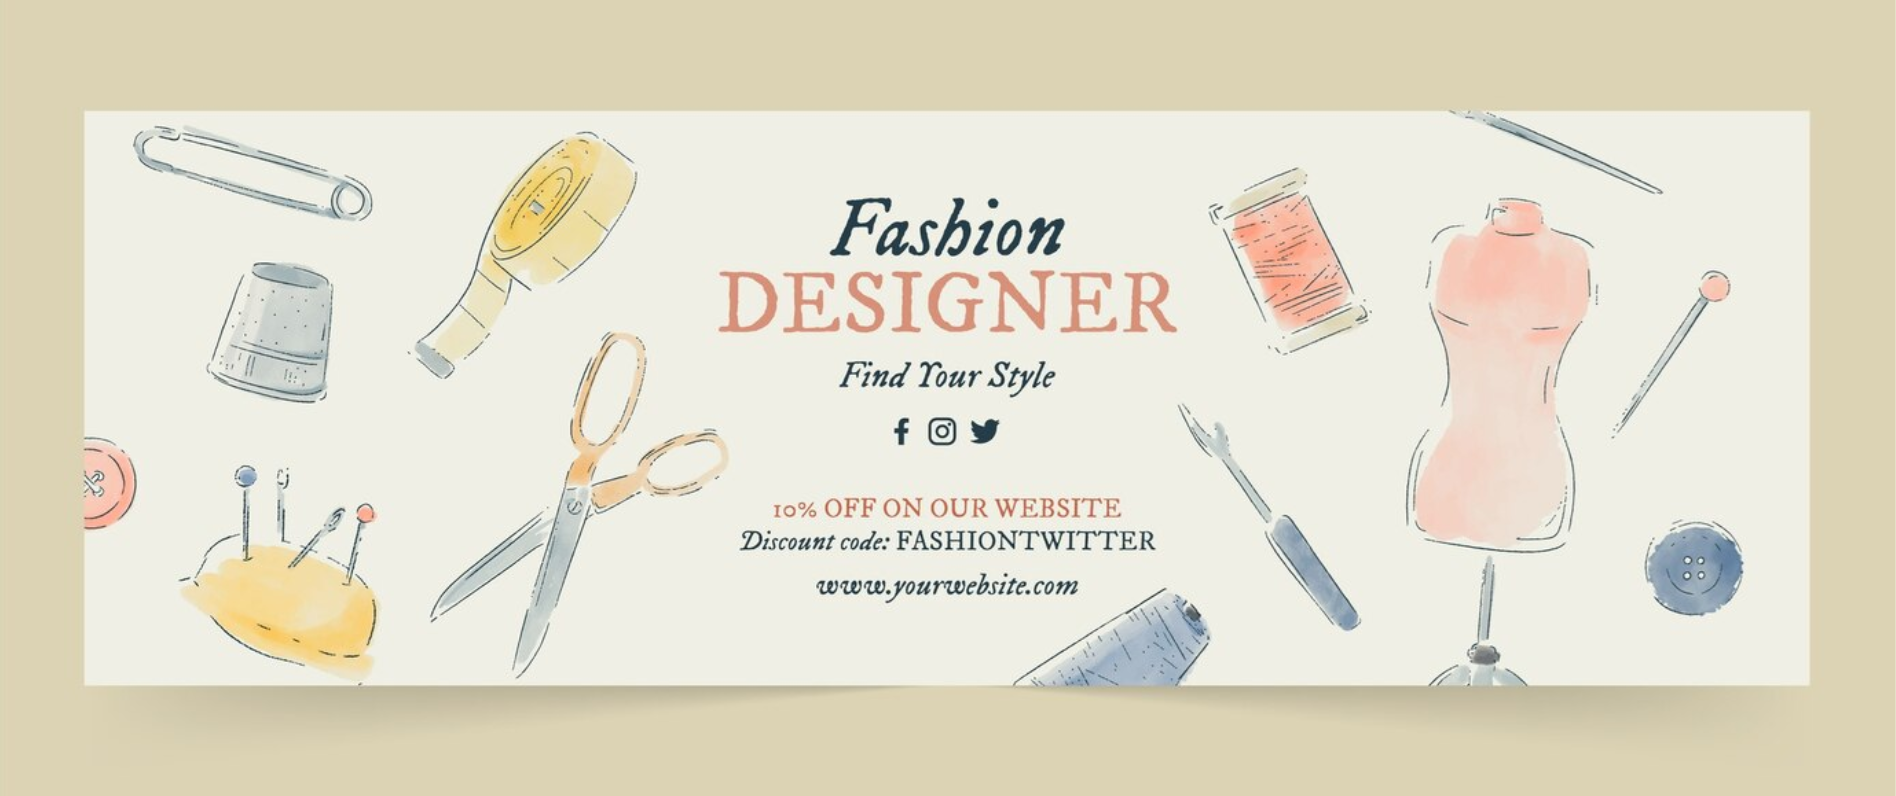 Fashion
DESIGNER
Find Your Style
10% OFF ON OUR WEBSITE
Discount code: FASHIONTWITTER
www.yourwebsite.com